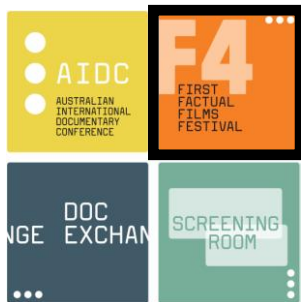 AIDC
AUSTRALIAN
INTERNATIONAL
DOCUMENTARY
CONFERENCE
F4
FIRST
FACTUAL
FILMS
FESTIVAL
DOC
NGE EXCHAN
SCREENING
ROOM